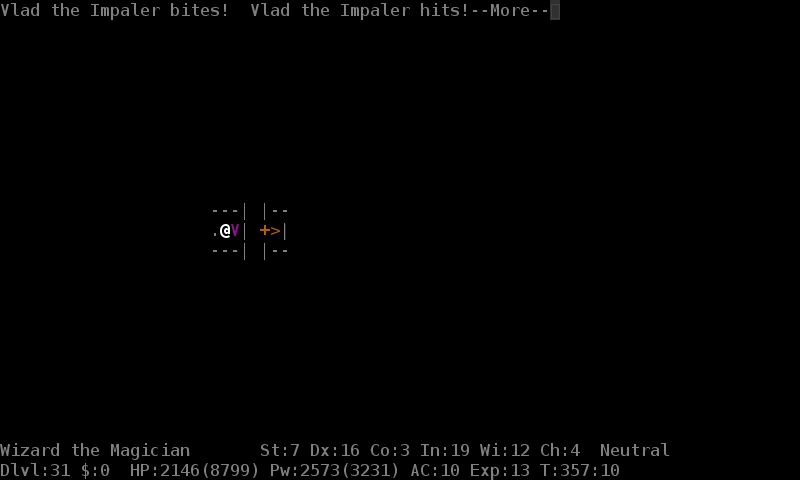 Vlad the Impaler bites!  Vlad the Impaler hits!--More--
---| |--
.@V| +>|
---| |--
Wizard the Magician       St:7 Dx:16 Co:3 In:19 Wi:12 Ch:4  Neutral
Dlvl:31 $:0  HP:2146(8799) Pw:2573(3231) AC:10 Exp:13 T:357:10